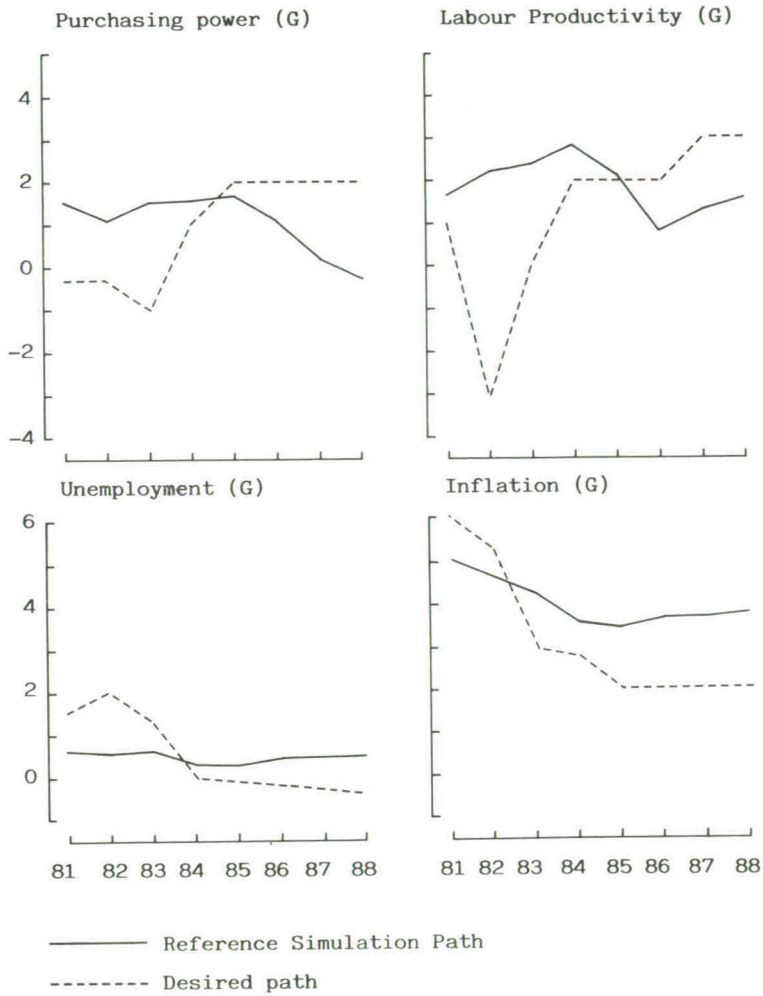 Purchasing power (G)
Labour Productivity (G)
4
2
0
-2
-4
Unemployment (G)
Inflation (G)
6
4
2
0
81 82 83 84 85 86 87 88
81 82 83 84 85 86 87 88
Reference Simulation Path
Desired path